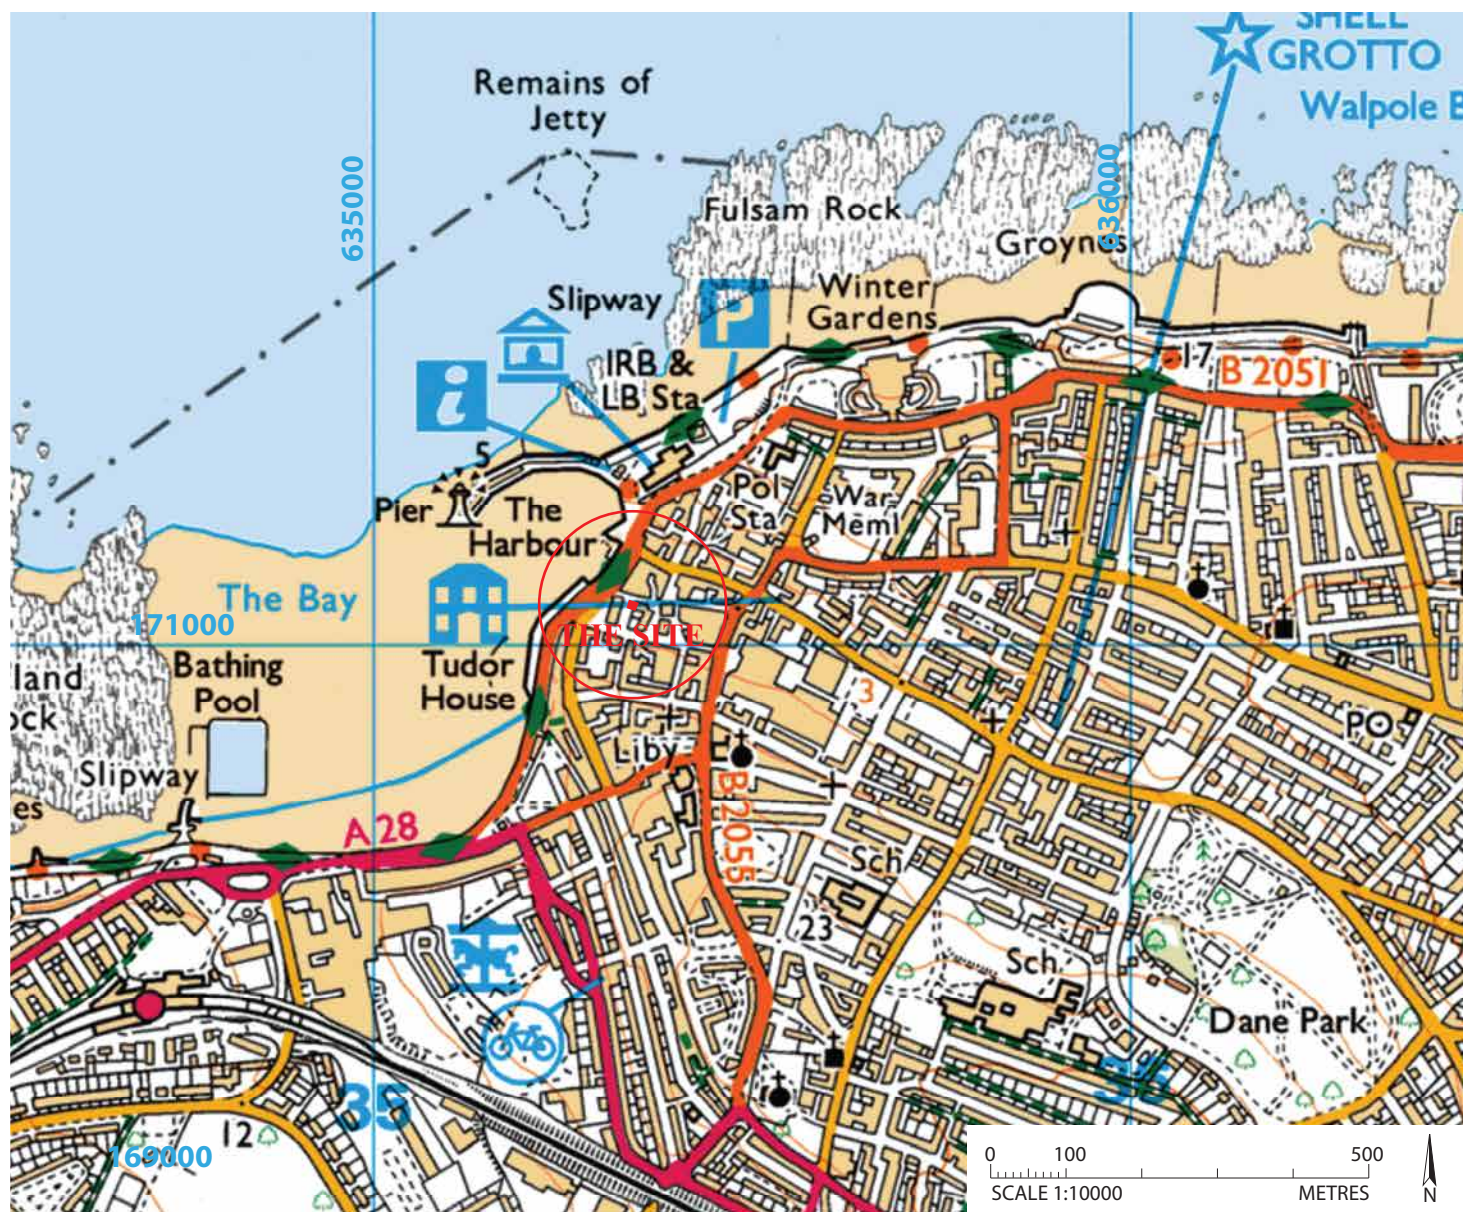 SHELL
GROTTO
Walpole B
Remains of
Jetty
635000
636000
Fulsam Rock
Groynes
Slipway
Winter
Gardens
P
IRB &
LB Sta
i
17
B 2051
5
Pier
The
Harbour
Pol
Sta
War
Meml
The Bay
171000
THE SITE
Tudor
House
land
ock
Bathing
Pool
3
PO
Liby
Slipway
es
B 2055
A 28
Sch
23
Sch
Dane Park
35
36
12
169000
0 100 500
SCALE 1:10000 METRES
N